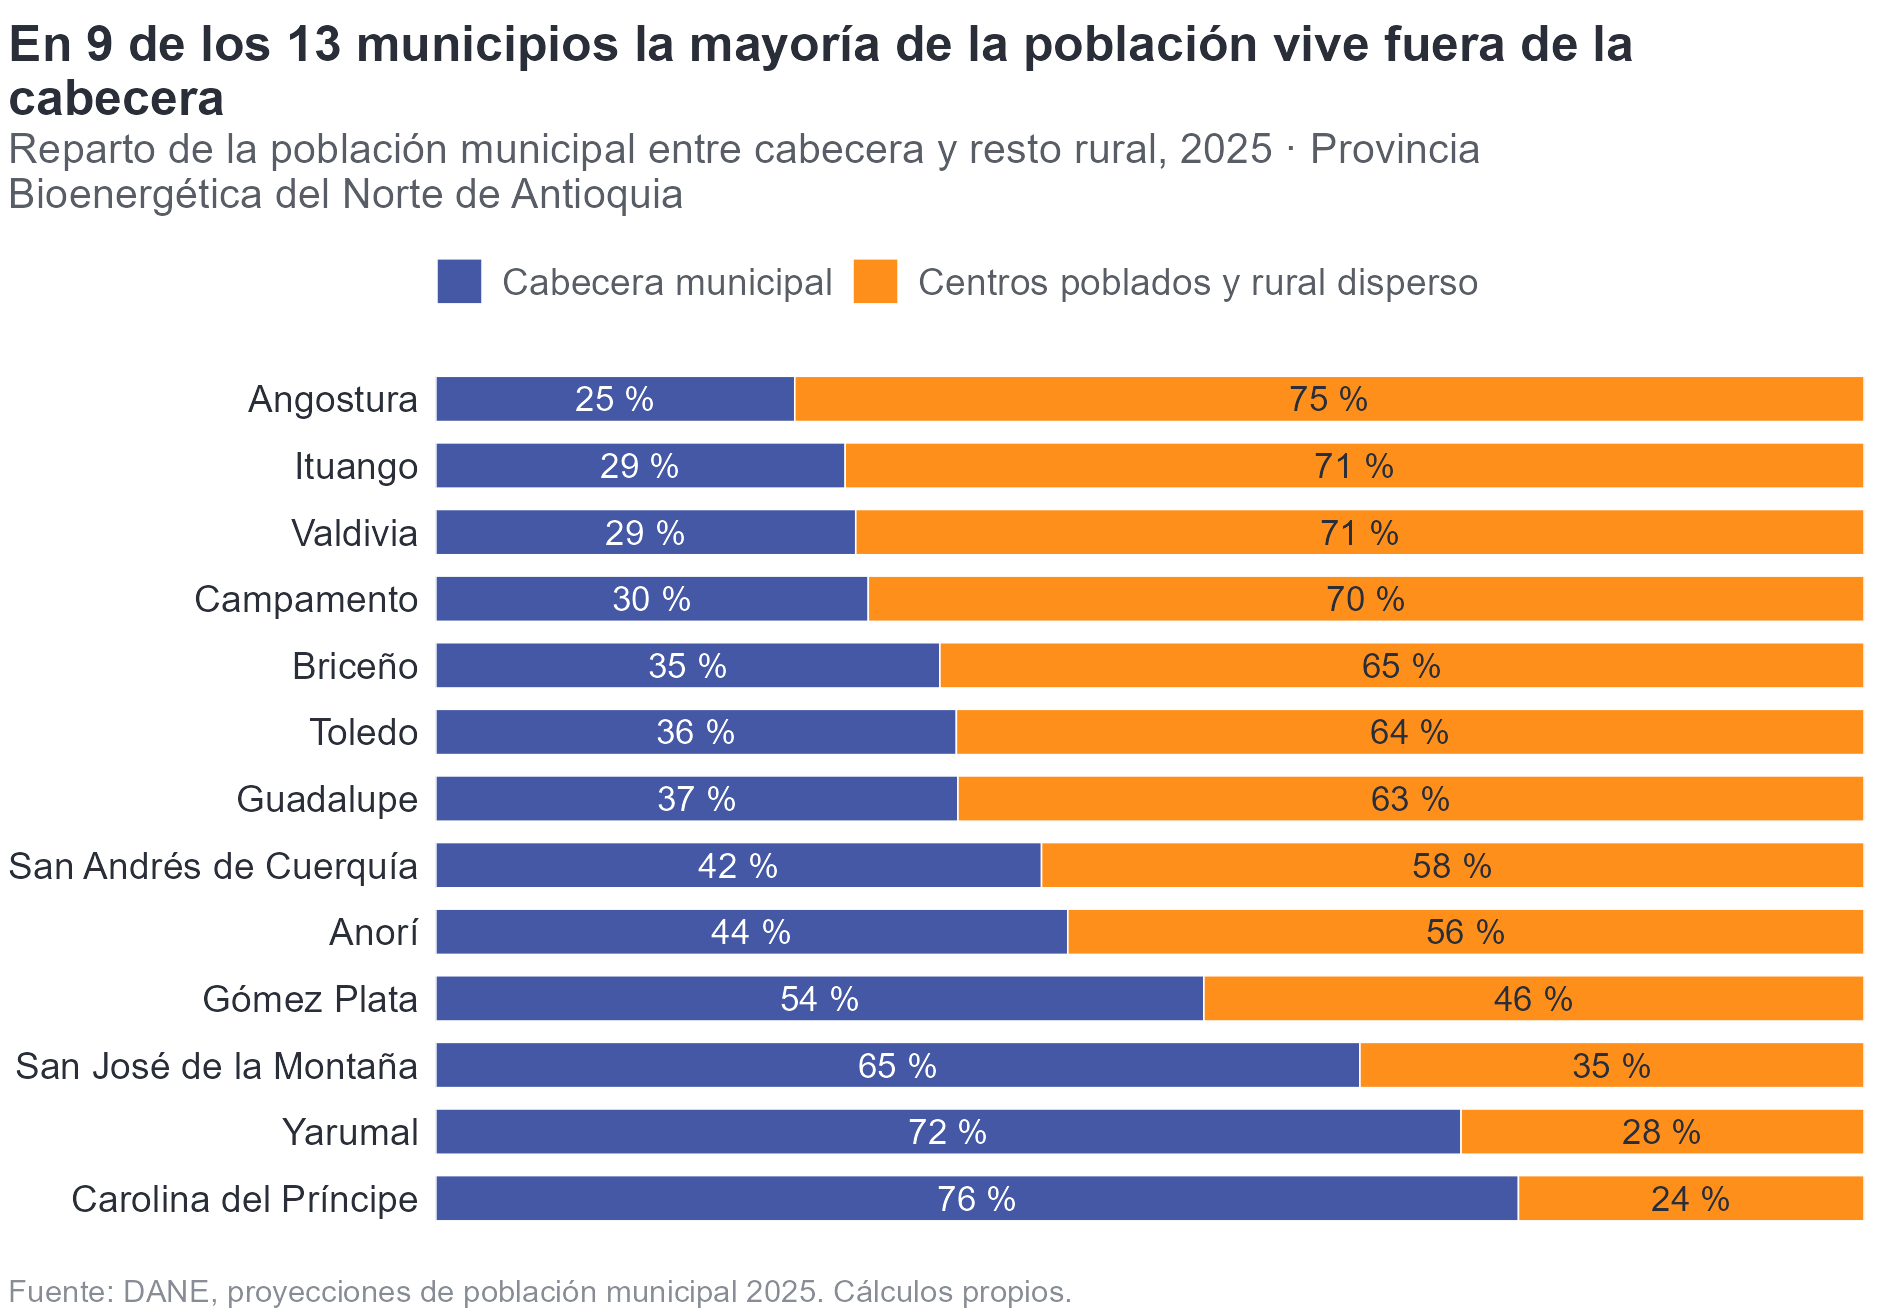 En 9 de los 13 municipios la mayoría de la población vive fuera de la
cabecera
Reparto de la población municipal entre cabecera y resto rural, 2025 · Provincia
Bioenergética del Norte de Antioquia
Cabecera municipal Centros poblados y rural disperso
Angostura 25 % 75 %
Ituango 29 % 71 %
Valdivia 29 % 71 %
Campamento 30 % 70 %
Briceño 35 % 65 %
Toledo 36 % 64 %
Guadalupe 37 % 63 %
San Andrés de Cuerquía 42 % 58 %
Anorí 44 % 56 %
Gómez Plata 54 % 46 %
San José de la Montaña 65 % 35 %
Yarumal 72 % 28 %
Carolina del Príncipe 76 % 24 %
Fuente: DANE, proyecciones de población municipal 2025. Cálculos propios.